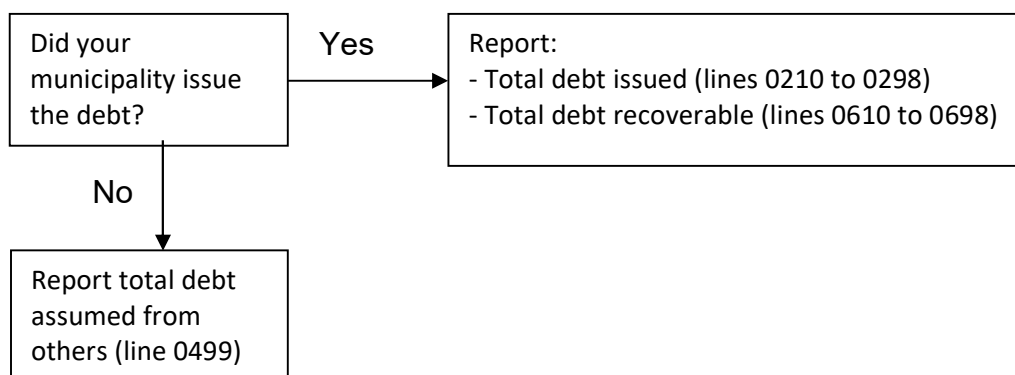 Did your
municipality issue
the debt?
Yes
Report:
- Total debt issued (lines 0210 to 0298)
- Total debt recoverable (lines 0610 to 0698)
No
Report total debt
assumed from
others (line 0499)